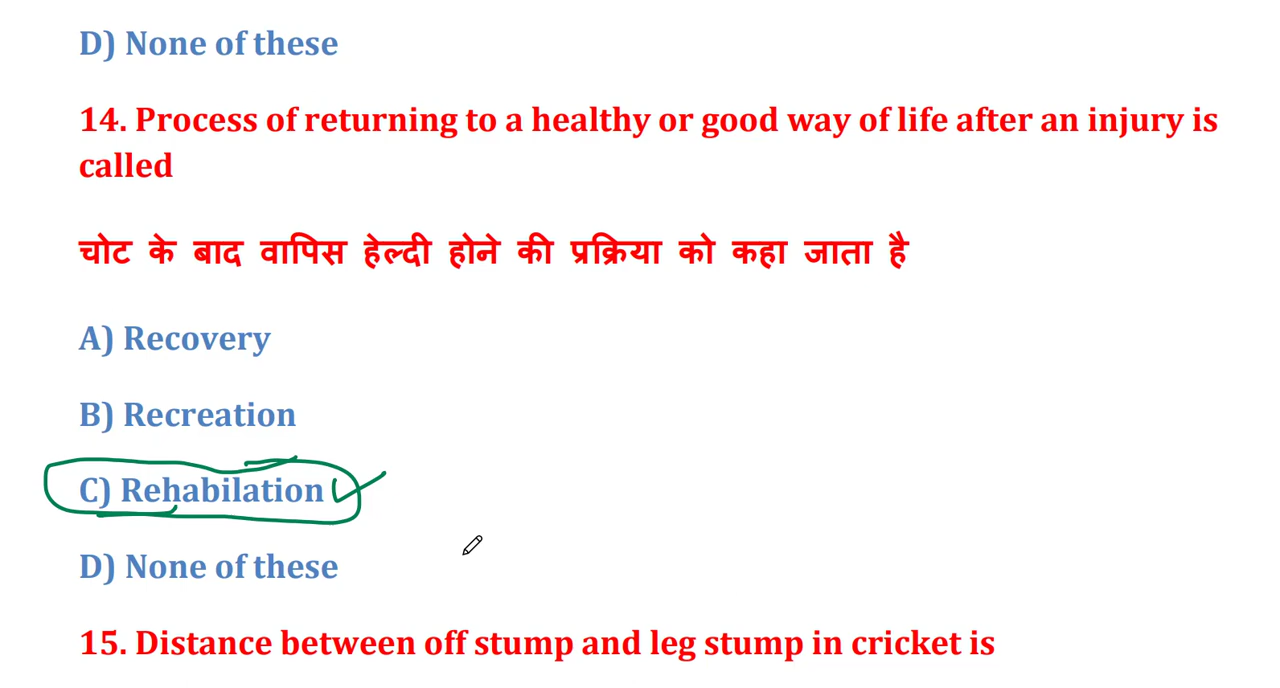 D) None of these
14. Process of returning to a healthy or good way of life after an injury is
called
चोट के बाद वापिस हेल्दी होने की प्रक्रिया को कहा जाता है
A) Recovery
B) Recreation
C) Rehabilation
D) None of these
15. Distance between off stump and leg stump in cricket is